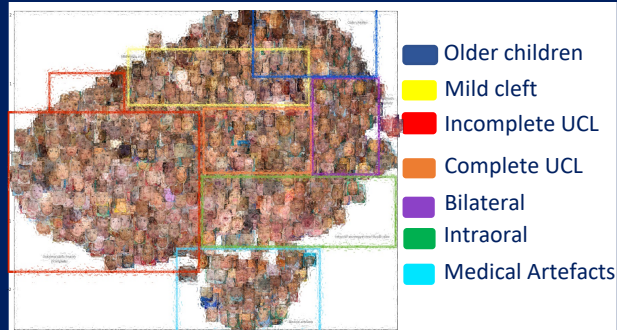 Older children
Mild cleft
Incomplete UCL
Complete UCL
Bilateral
Intraoral
Medical Artefacts